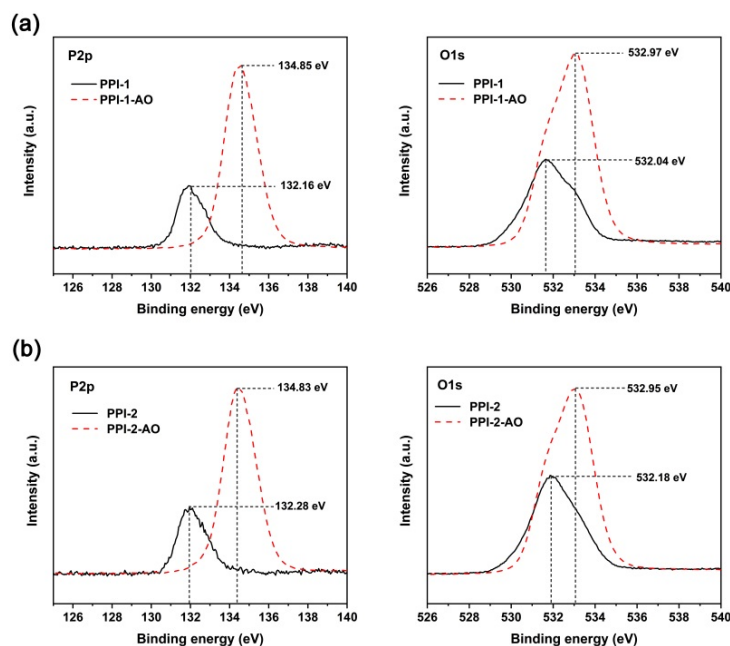 (a)
P2p
PPI-1
PPI-1-AO
134.85 eV
132.16 eV
Intensity (a.u.)
126 128 130 132 134 136 138 140
Binding energy (eV)
O1s
PPI-1
PPI-1-AO
532.97 eV
532.04 eV
Intensity (a.u.)
526 528 530 532 534 536 538 540
Binding energy (eV)
(b)
P2p
PPI-2
PPI-2-AO
134.83 eV
132.28 eV
Intensity (a.u.)
126 128 130 132 134 136 138 140
Binding energy (eV)
O1s
PPI-2
PPI-2-AO
532.95 eV
532.18 eV
Intensity (a.u.)
526 528 530 532 534 536 538 540
Binding energy (eV)